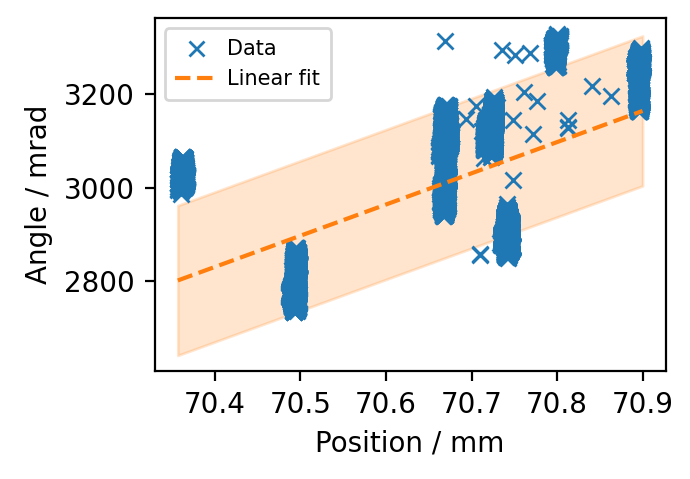 Data
Linear fit
3200
3000
2800
Angle / mrad
70.4 70.5 70.6 70.7 70.8 70.9
Position / mm